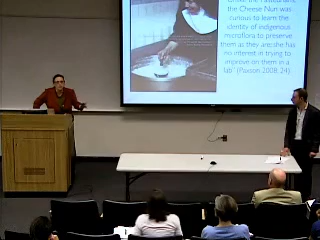 the Cheese Nun was
curious to learn the
identity of indigenous
microflora to preserve
them as they are; she has
no interest in trying to
improve on them in a
lab" (Paxson 2008: 24)